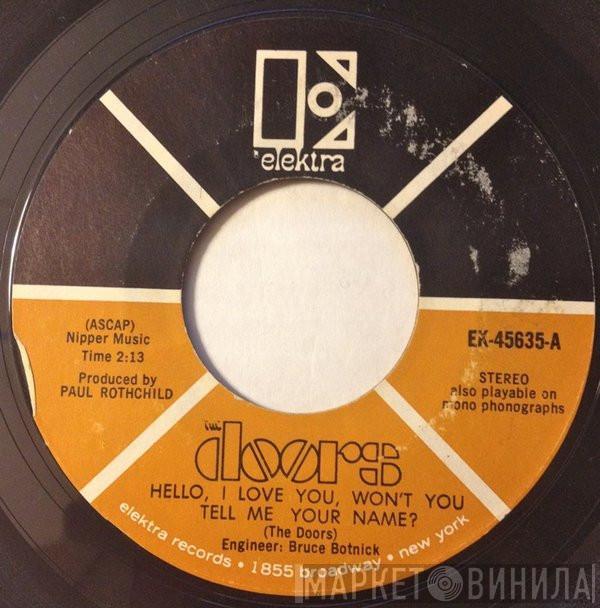 elektra
(ASCAP)
Nipper Music
Time 2:13
Produced by
PAUL ROTHCHILD
EK-45635-A
STEREO
also playable on
mono phonographs
THE
doors
HELLO, I LOVE YOU, WON'T YOU
TELL ME YOUR NAME?
(The Doors)
Engineer: Bruce Botnick
elektra records • 1855 broadway • new york
МАРКЕТ ВИНИЛА